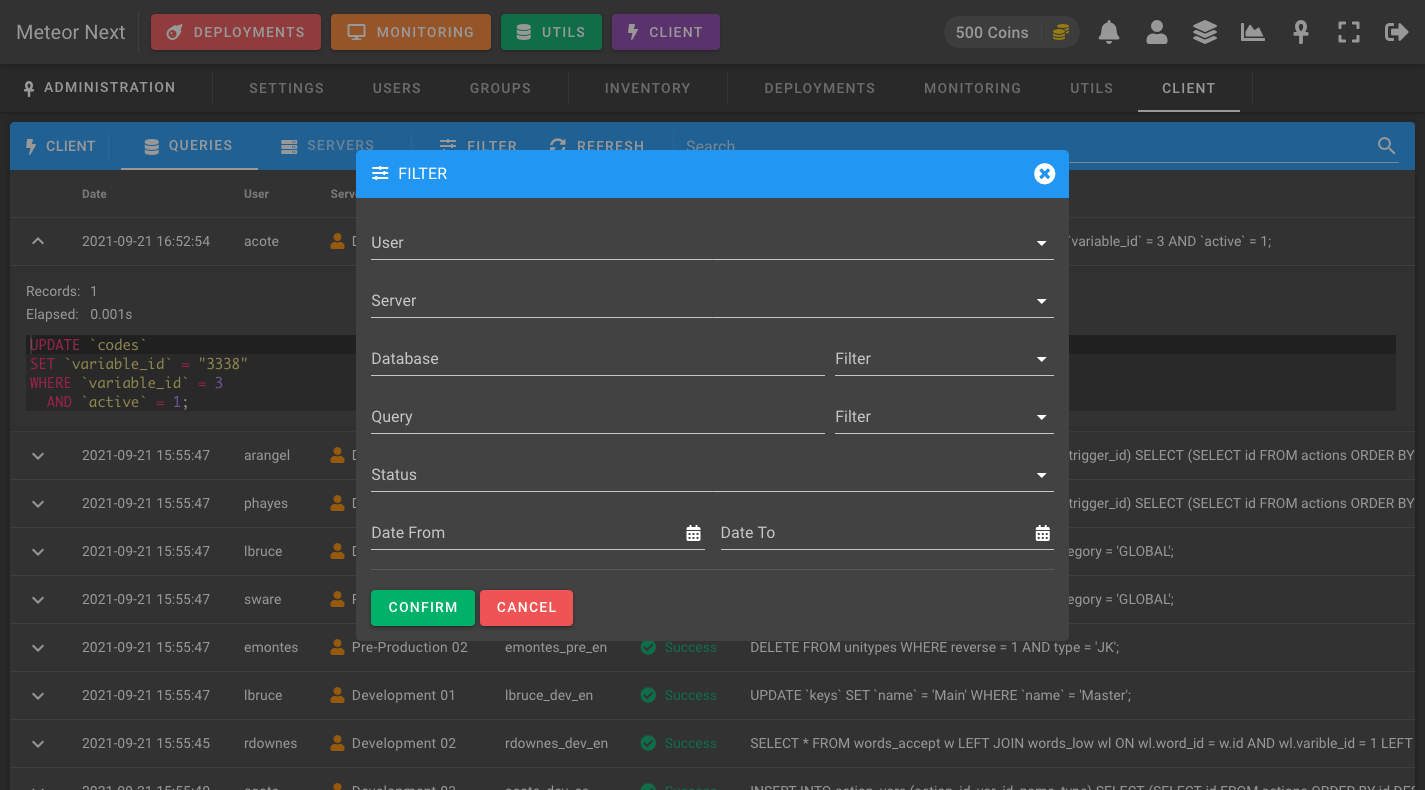 Meteor Next DEPLOYMENTS MONITORING UTILS CLIENT 500 Coins
ADMINISTRATION SETTINGS USERS GROUPS INVENTORY DEPLOYMENTS MONITORING UTILS CLIENT
CLIENT QUERIES SERVERS FILTER REFRESH Search
FILTER
Date User
2021-09-21 16:52:54 acote `variable_id` = 3 AND `active` = 1;
User
Records: 1
Elapsed: 0.001s
Server
UPDATE `codes`
SET `variable_id` = "3338"
WHERE `variable_id` = 3
AND `active` = 1;
Database Filter
Query Filter
2021-09-21 15:55:47 arangel trigger_id) SELECT (SELECT id FROM actions ORDER BY
Status
2021-09-21 15:55:47 phayes trigger_id) SELECT (SELECT id FROM actions ORDER BY
Date From Date To
2021-09-21 15:55:47 lbruce egory = 'GLOBAL';
2021-09-21 15:55:47 sware egory = 'GLOBAL';
CONFIRM CANCEL
2021-09-21 15:55:47 emontes Pre-Production 02 emontes_pre_en Success DELETE FROM unitypes WHERE reverse = 1 AND type = 'JK';
2021-09-21 15:55:47 lbruce Development 01 lbruce_dev_en Success UPDATE `keys` SET `name` = 'Main' WHERE `name` = 'Master';
2021-09-21 15:55:45 rdownes Development 02 rdownes_dev_en Success SELECT * FROM words_accept w LEFT JOIN words_low wl ON wl.word_id = w.id AND wl.varible_id = 1 LEFT